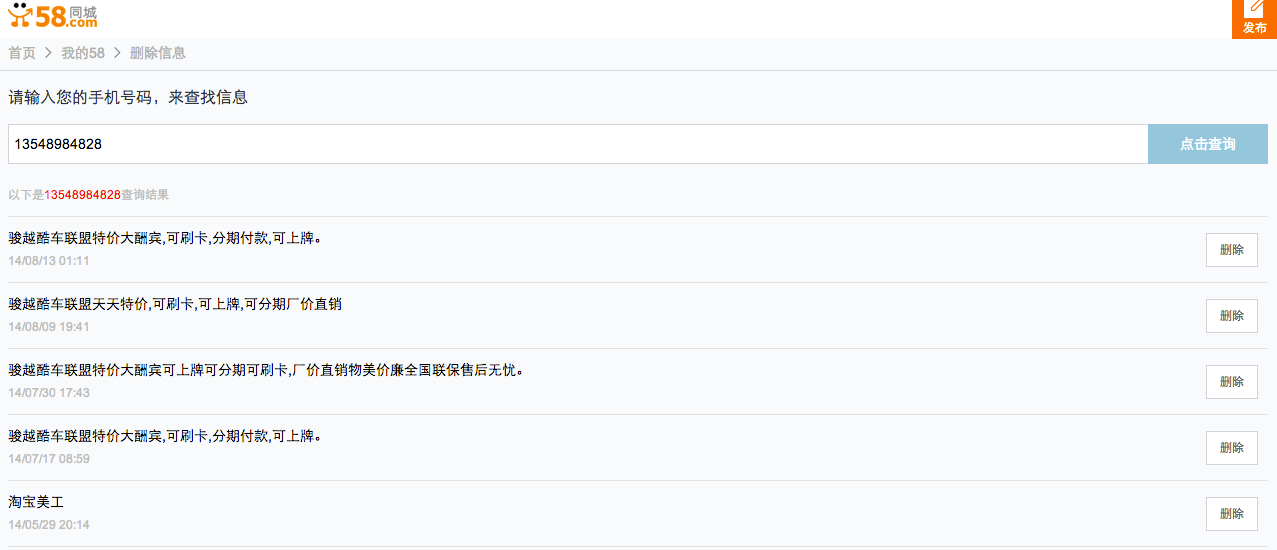 58同城
.com
发布
首页 > 我的58 > 删除信息
请输入您的手机号码，来查找信息
13548984828
点击查询
以下是13548984828查询结果
骏越酷车联盟特价大酬宾,可刷卡,分期付款,可上牌。
14/08/13 01:11
删除
骏越酷车联盟天天特价,可刷卡,可上牌,可分期厂价直销
14/08/09 19:41
删除
骏越酷车联盟特价大酬宾可上牌可分期可刷卡,厂价直销物美价廉全国联保售后无忧。
14/07/30 17:43
删除
骏越酷车联盟特价大酬宾,可刷卡,分期付款,可上牌。
14/07/17 08:59
删除
淘宝美工
14/05/29 20:14
删除